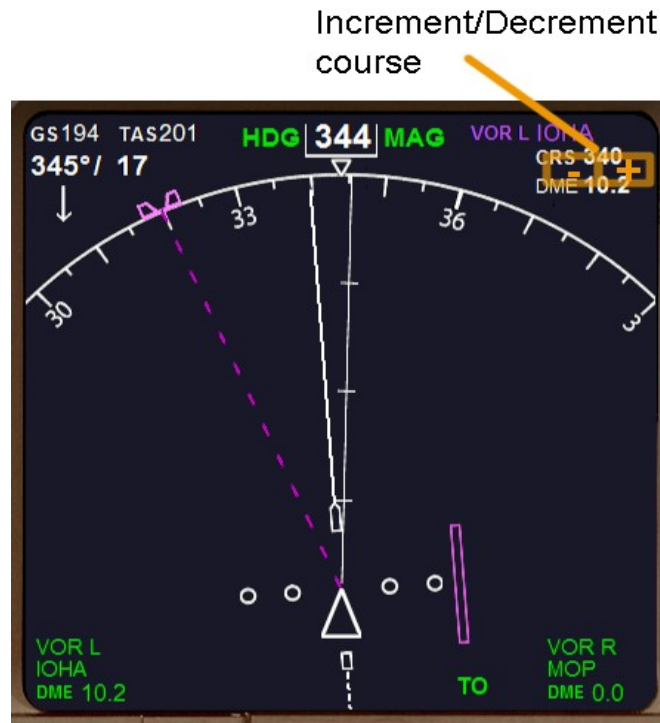 Increment/Decrement
course
GS194 TAS201 HDG 344 MAG VOR L IOHA
345°/ 17 CRS 340
- +
DME 10.2
33 36
30 3
VOR L VOR R
IOHA MOP
DME 10.2 TO DME 0.0